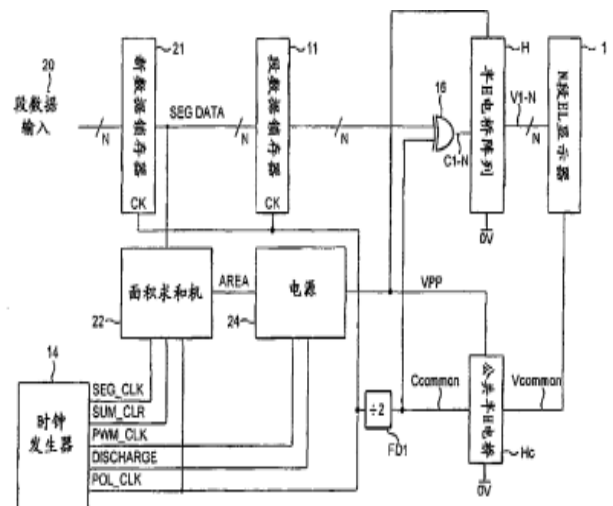 20
段数据
输入
N
21
新数据锁存器
CK
SEG DATA
N
11
段数据锁存器
CK
N
16
C1-N
H
半H电桥阵列
0V
V1-N
N
1
N段EL显示器
面积求和机
22
AREA
电源
24
VPP
14
时钟
发生器
SEG_CLK
SUM_CLR
PWM_CLK
DISCHARGE
POL_CLK
÷2
FD1
Ccommon
公共半H电桥
Vcommon
Hc
0V